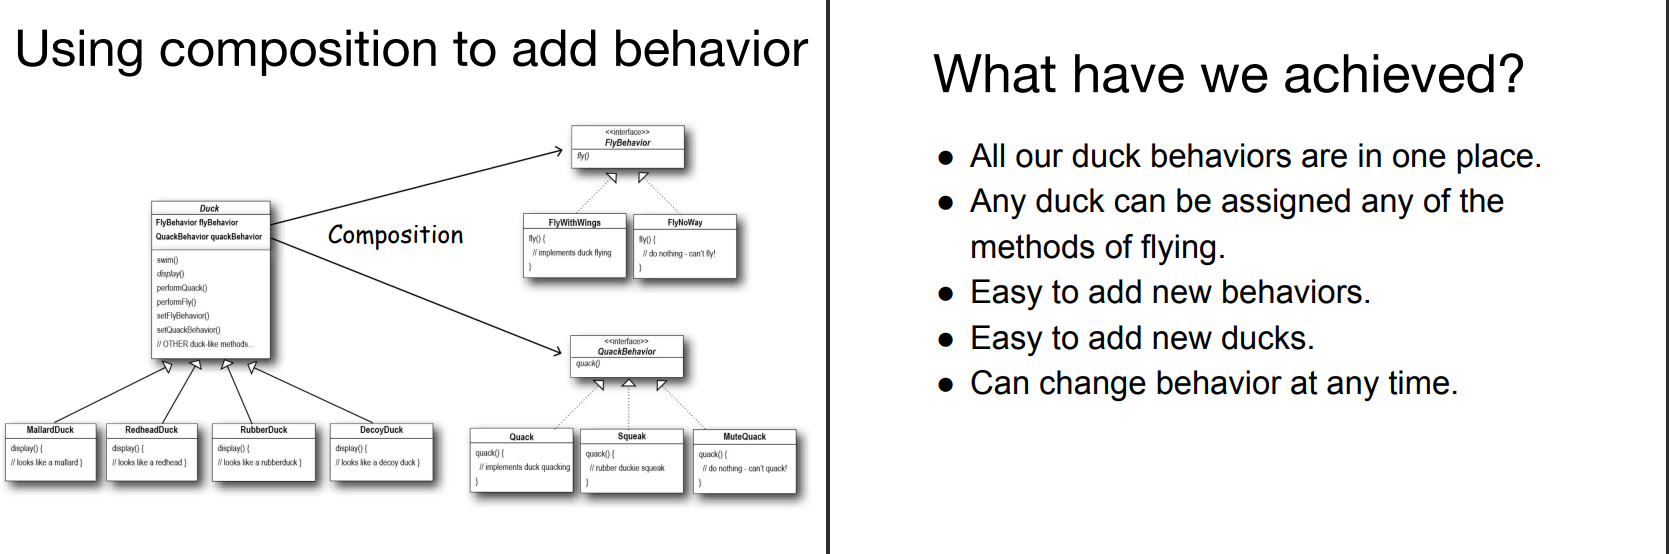 Using composition to add behavior
<<interface>>
FlyBehavior
fly()
FlyWithWings
fly() {
// implements duck flying
}
FlyNoWay
fly() {
// do nothing - can't fly!
}
Duck
FlyBehavior flyBehavior
QuackBehavior quackBehavior
swim()
display()
performQuack()
performFly()
setFlyBehavior()
setQuackBehavior()
// OTHER duck-like methods...
Composition
<<interface>>
QuackBehavior
quack()
MallardDuck
display() {
// looks like a mallard }
RedheadDuck
display() {
// looks like a redhead }
RubberDuck
display() {
// looks like a rubberduck }
DecoyDuck
display() {
// looks like a decoy duck }
Quack
quack() {
// implements duck quacking
}
Squeak
quack() {
// rubber duckie squeak
}
MuteQuack
quack() {
// do nothing - can't quack!
}
What have we achieved?
● All our duck behaviors are in one place.
● Any duck can be assigned any of the
methods of flying.
● Easy to add new behaviors.
● Easy to add new ducks.
● Can change behavior at any time.